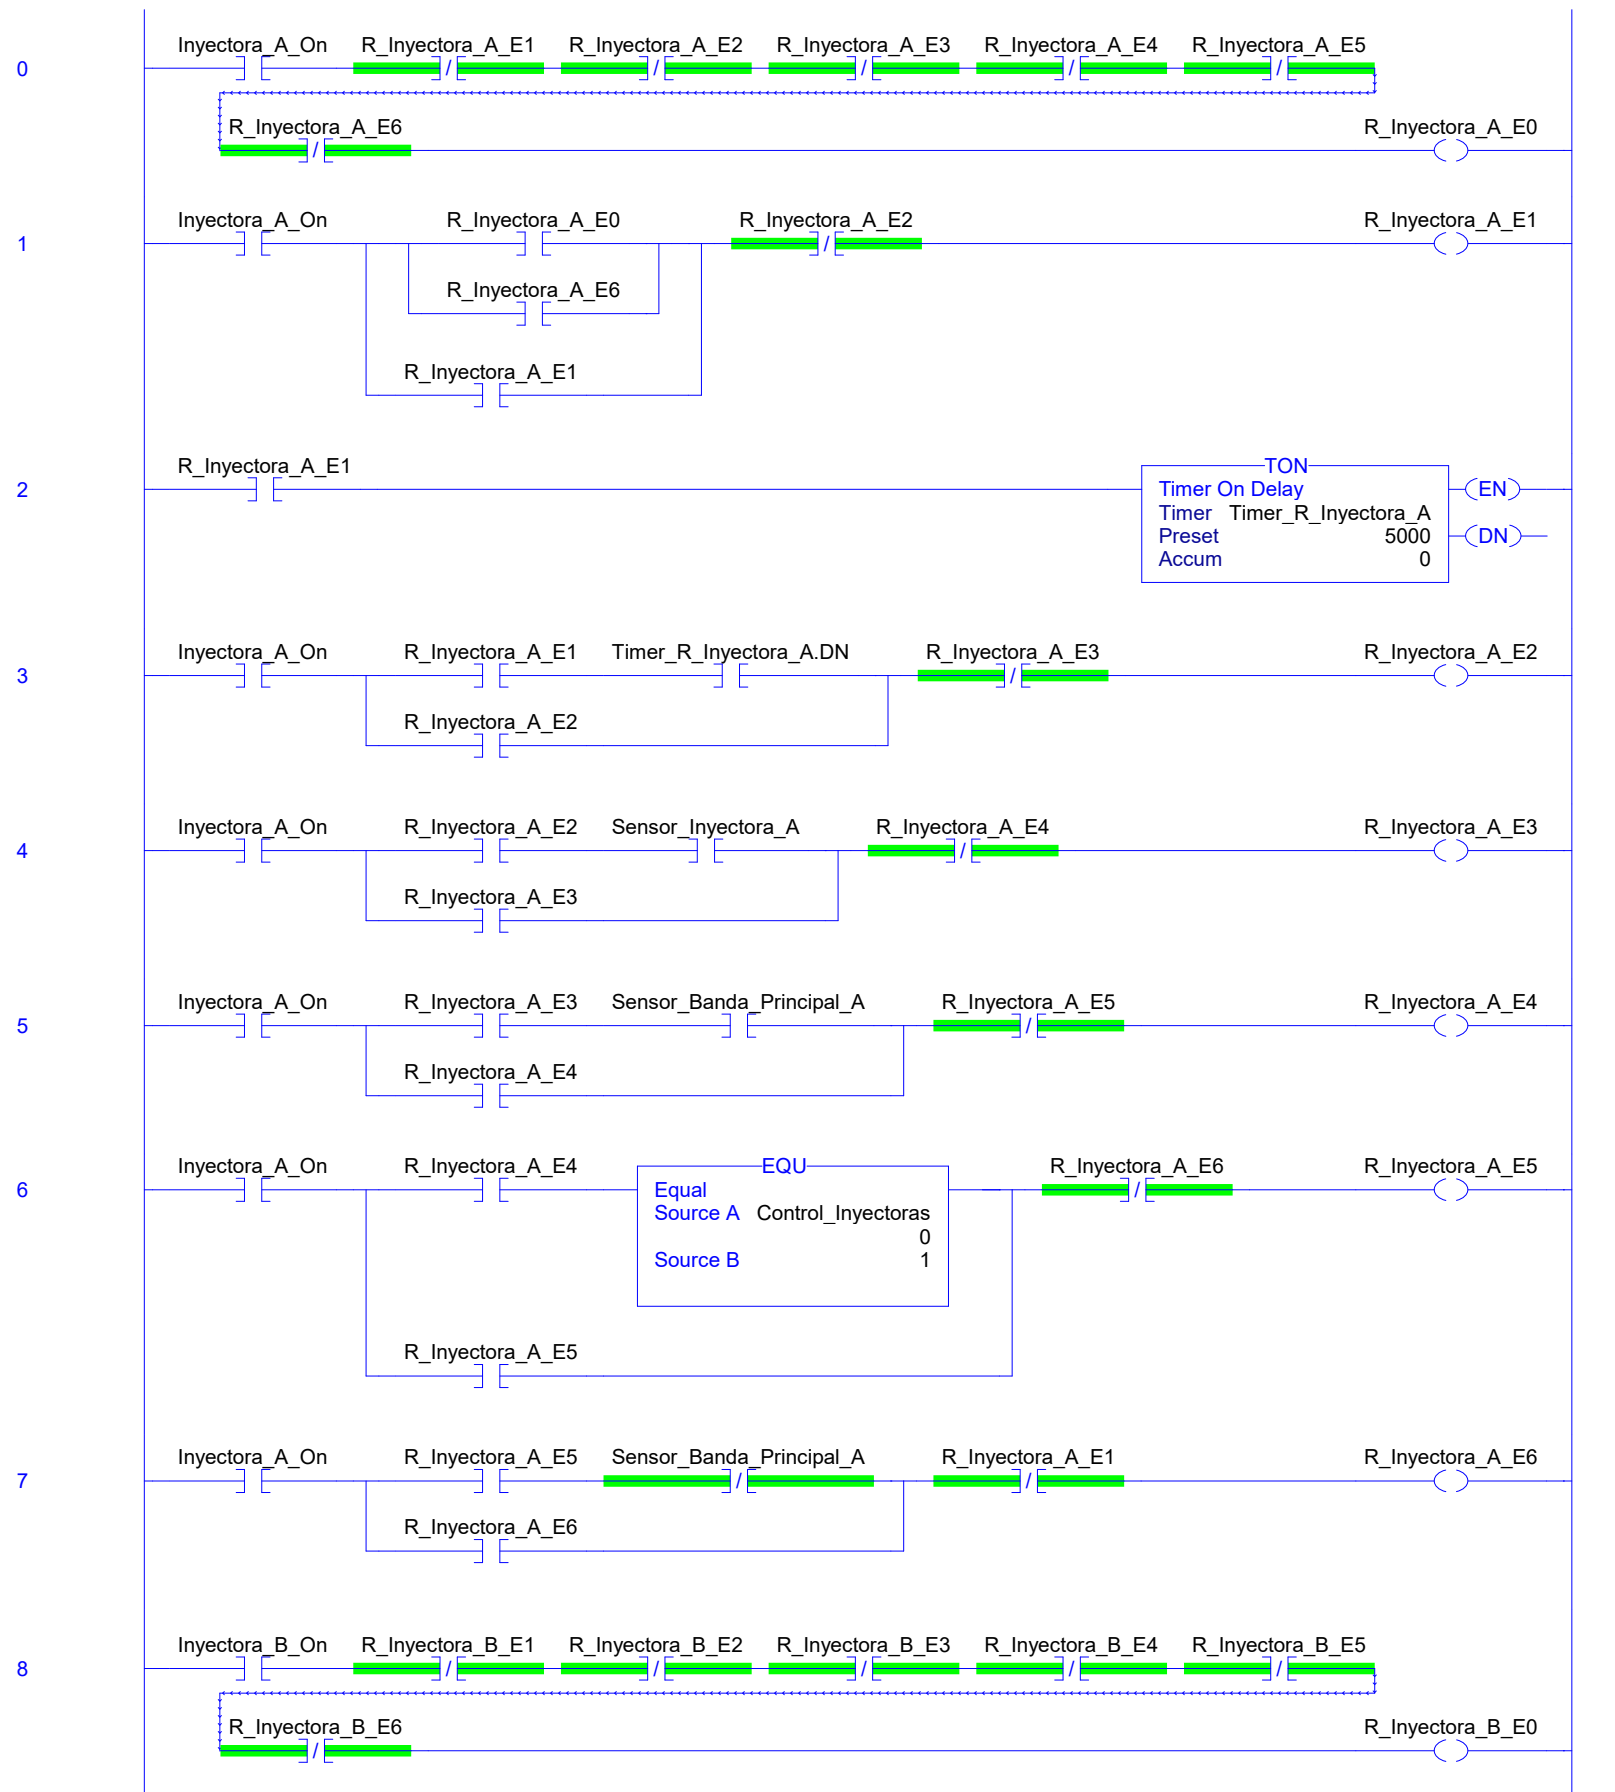 Inyectora_A_On R_Inyectora_A_E1 R_Inyectora_A_E2 R_Inyectora_A_E3 R_Inyectora_A_E4 R_Inyectora_A_E5
0
R_Inyectora_A_E6 R_Inyectora_A_E0
Inyectora_A_On R_Inyectora_A_E0 R_Inyectora_A_E2 R_Inyectora_A_E1
1
R_Inyectora_A_E6
R_Inyectora_A_E1
R_Inyectora_A_E1 TON
2 Timer On Delay EN
Timer Timer_R_Inyectora_A
Preset 5000 DN
Accum 0
Inyectora_A_On R_Inyectora_A_E1 Timer_R_Inyectora_A.DN R_Inyectora_A_E3 R_Inyectora_A_E2
3
R_Inyectora_A_E2
Inyectora_A_On R_Inyectora_A_E2 Sensor_Inyectora_A R_Inyectora_A_E4 R_Inyectora_A_E3
4
R_Inyectora_A_E3
Inyectora_A_On R_Inyectora_A_E3 Sensor_Banda_Principal_A R_Inyectora_A_E5 R_Inyectora_A_E4
5
R_Inyectora_A_E4
Inyectora_A_On R_Inyectora_A_E4 EQU R_Inyectora_A_E6 R_Inyectora_A_E5
6 Equal
Source A Control_Inyectoras
0
Source B 1
R_Inyectora_A_E5
Inyectora_A_On R_Inyectora_A_E5 Sensor_Banda_Principal_A R_Inyectora_A_E1 R_Inyectora_A_E6
7
R_Inyectora_A_E6
Inyectora_B_On R_Inyectora_B_E1 R_Inyectora_B_E2 R_Inyectora_B_E3 R_Inyectora_B_E4 R_Inyectora_B_E5
8
R_Inyectora_B_E6 R_Inyectora_B_E0